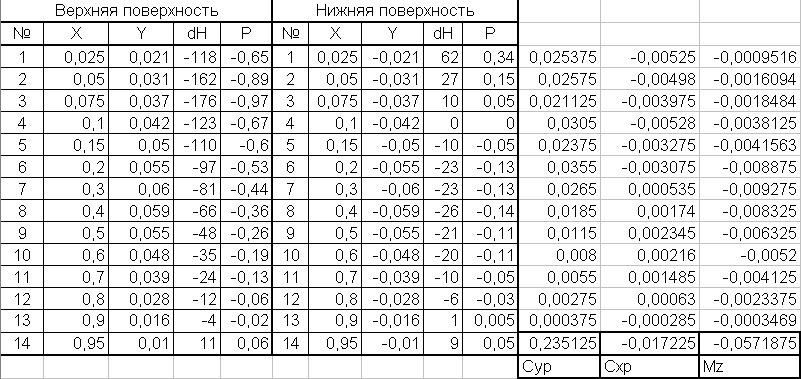 Верхняя поверхность Нижняя поверхность
№ X Y dH P № X Y dH P
1 0,025 0,021 -118 -0,65 1 0,025 -0,021 62 0,34 0,025375 -0,00525 -0,0009516
2 0,05 0,031 -162 -0,89 2 0,05 -0,031 27 0,15 0,02575 -0,00498 -0,0016094
3 0,075 0,037 -176 -0,97 3 0,075 -0,037 10 0,05 0,021125 -0,003975 -0,0018484
4 0,1 0,042 -123 -0,67 4 0,1 -0,042 0 0 0,0305 -0,00528 -0,0038125
5 0,15 0,05 -110 -0,6 5 0,15 -0,05 -10 -0,05 0,02375 -0,003275 -0,0041563
6 0,2 0,055 -97 -0,53 6 0,2 -0,055 -23 -0,13 0,0355 -0,003075 -0,008875
7 0,3 0,06 -81 -0,44 7 0,3 -0,06 -23 -0,13 0,0265 0,000535 -0,009275
8 0,4 0,059 -66 -0,36 8 0,4 -0,059 -26 -0,14 0,0185 0,00174 -0,008325
9 0,5 0,055 -48 -0,26 9 0,5 -0,055 -21 -0,11 0,0115 0,002345 -0,006325
10 0,6 0,048 -35 -0,19 10 0,6 -0,048 -20 -0,11 0,008 0,00216 -0,0052
11 0,7 0,039 -24 -0,13 11 0,7 -0,039 -10 -0,05 0,0055 0,001485 -0,004125
12 0,8 0,028 -12 -0,06 12 0,8 -0,028 -6 -0,03 0,00275 0,00063 -0,0023375
13 0,9 0,016 -4 -0,02 13 0,9 -0,016 1 0,005 0,000375 -0,000285 -0,0003469
14 0,95 0,01 11 0,06 14 0,95 -0,01 9 0,05 0,235125 -0,017225 -0,0571875
Сур Схр Mz